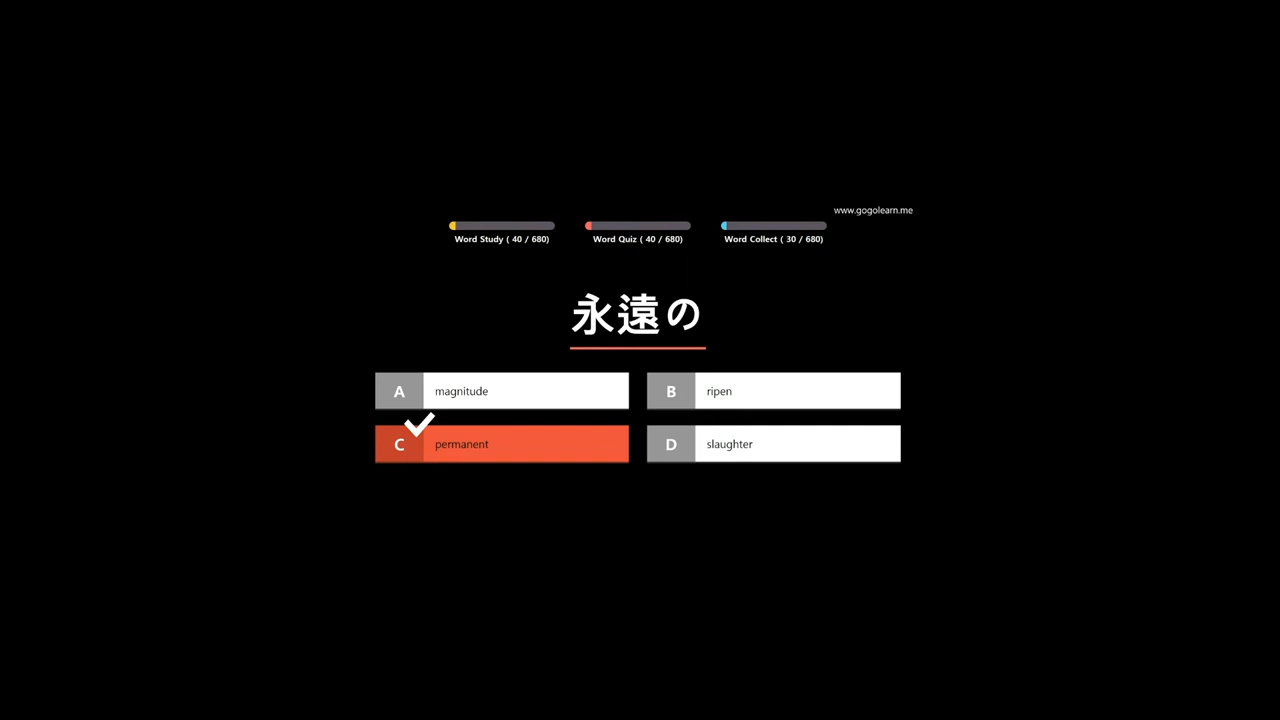 www.gogolearn.me
Word Study ( 40 / 680)
Word Quiz ( 40 / 680)
Word Collect ( 30 / 680)
永遠の
A magnitude
B ripen
C permanent
D slaughter